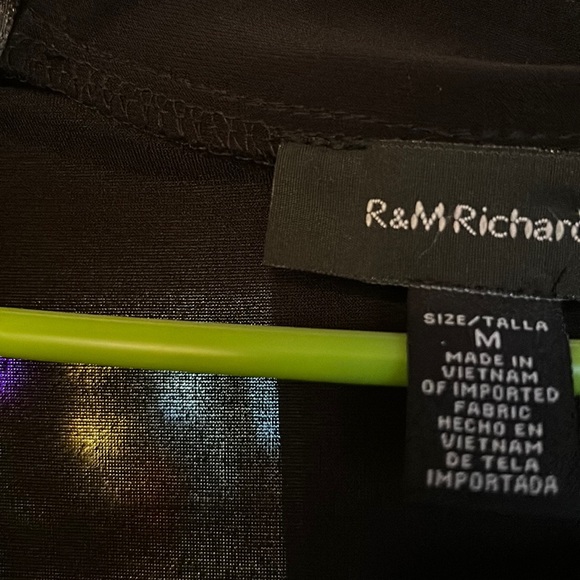 R&M Richard
SIZE/TALLA
M
MADE IN
VIETNAM
OF IMPORTED
FABRIC
HECHO EN
VIETNAM
DE TELA
IMPORTADA